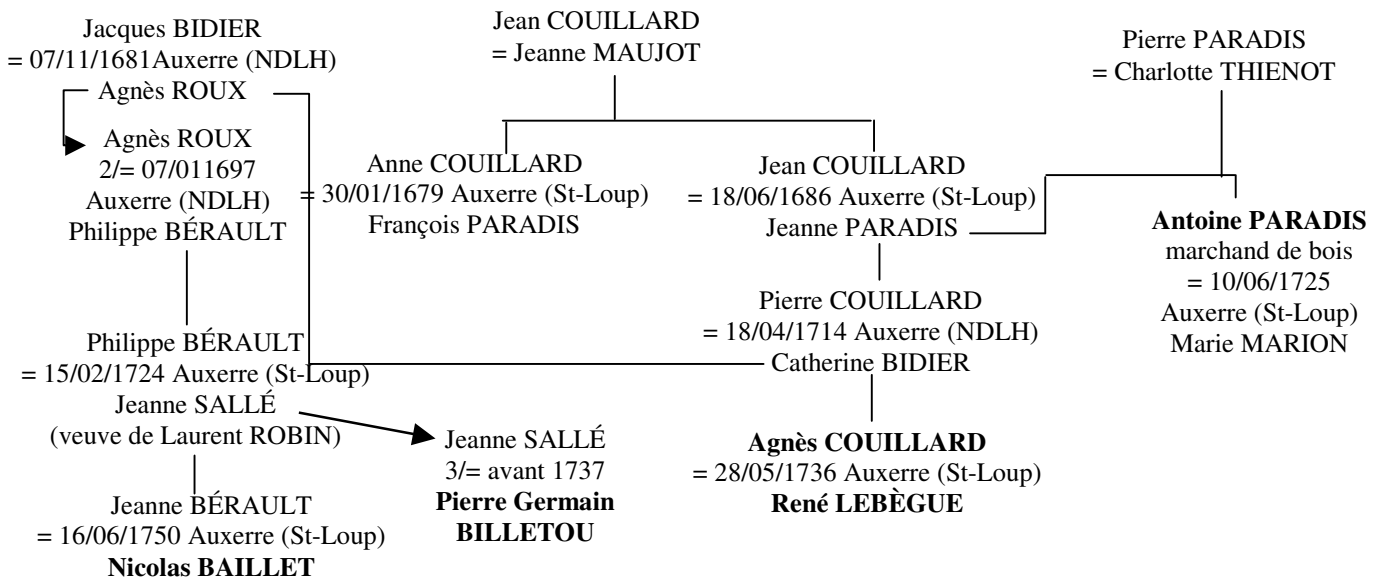 Jacques BIDIER
= 07/11/1681Auxerre (NDLH)
Agnès ROUX
Agnès ROUX
2/= 07/011697
Auxerre (NDLH)
Philippe BÉRAULT
Philippe BÉRAULT
= 15/02/1724 Auxerre (St-Loup)
Jeanne SALLÉ
(veuve de Laurent ROBIN)
Jeanne BÉRAULT
= 16/06/1750 Auxerre (St-Loup)
Nicolas BAILLET
Jean COUILLARD
= Jeanne MAUJOT
Anne COUILLARD
= 30/01/1679 Auxerre (St-Loup)
François PARADIS
Jeanne SALLÉ
3/= avant 1737
Pierre Germain
BILLETOU
Jean COUILLARD
= 18/06/1686 Auxerre (St-Loup)
Jeanne PARADIS
Pierre COUILLARD
= 18/04/1714 Auxerre (NDLH)
Catherine BIDIER
Agnès COUILLARD
= 28/05/1736 Auxerre (St-Loup)
René LEBÈGUE
Pierre PARADIS
= Charlotte THIENOT
Antoine PARADIS
marchand de bois
= 10/06/1725
Auxerre (St-Loup)
Marie MARION